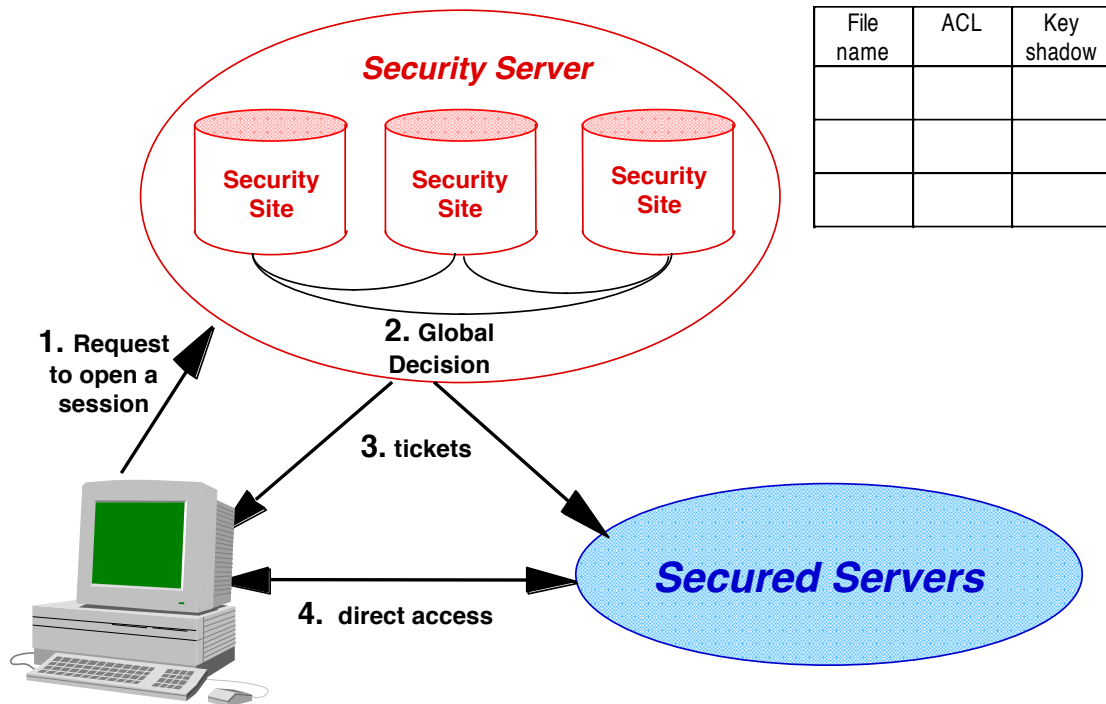 Security Server
File
name
ACL
Key
shadow
Security
Site
Security
Site
Security
Site
1. Request
to open a
session
2. Global
Decision
3. tickets
Secured Servers
4. direct access